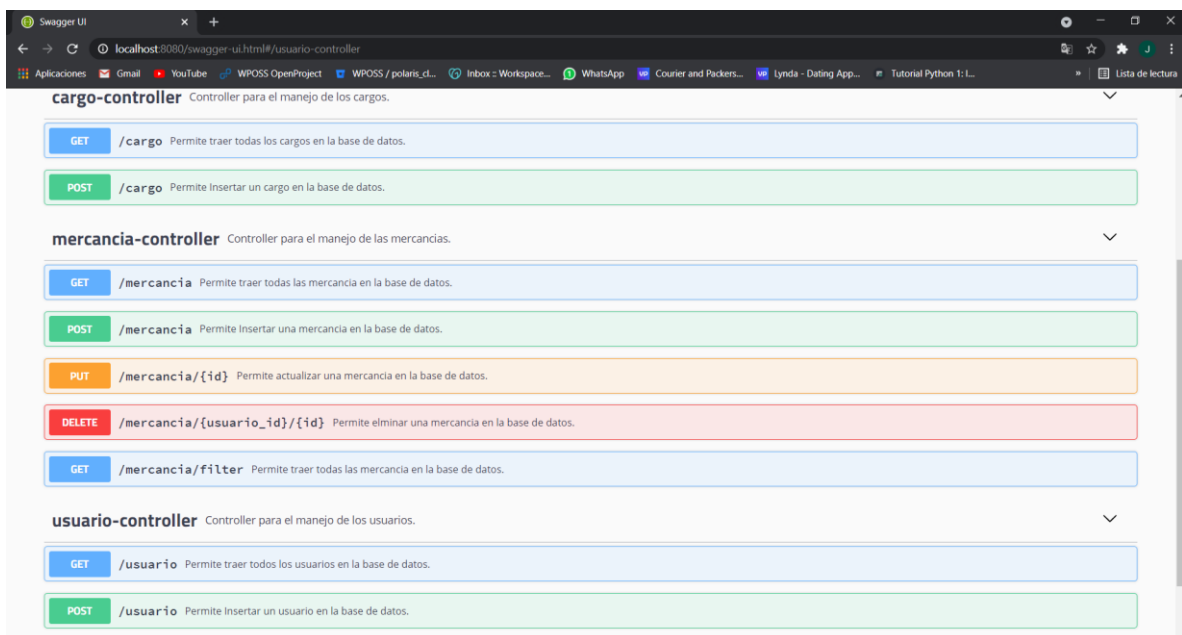 Swagger UI
localhost:8080/swagger-ui.html#/usuario-controller
Aplicaciones Gmail YouTube WPOSS OpenProject WPOSS / polaris_cl... Inbox :: Workspace... WhatsApp Courier and Packers... Lynda - Dating App... Tutorial Python 1: I... » Lista de lectura
cargo-controller Controller para el manejo de los cargos.
GET /cargo Permite traer todas los cargos en la base de datos.
POST /cargo Permite Insertar un cargo en la base de datos.
mercancia-controller Controller para el manejo de las mercancias.
GET /mercancia Permite traer todas las mercancia en la base de datos.
POST /mercancia Permite Insertar una mercancia en la base de datos.
PUT /mercancia/{id} Permite actualizar una mercancia en la base de datos.
DELETE /mercancia/{usuario_id}/{id} Permite elminar una mercancia en la base de datos.
GET /mercancia/filter Permite traer todas las mercancia en la base de datos.
usuario-controller Controller para el manejo de los usuarios.
GET /usuario Permite traer todos los usuarios en la base de datos.
POST /usuario Permite Insertar un usuario en la base de datos.